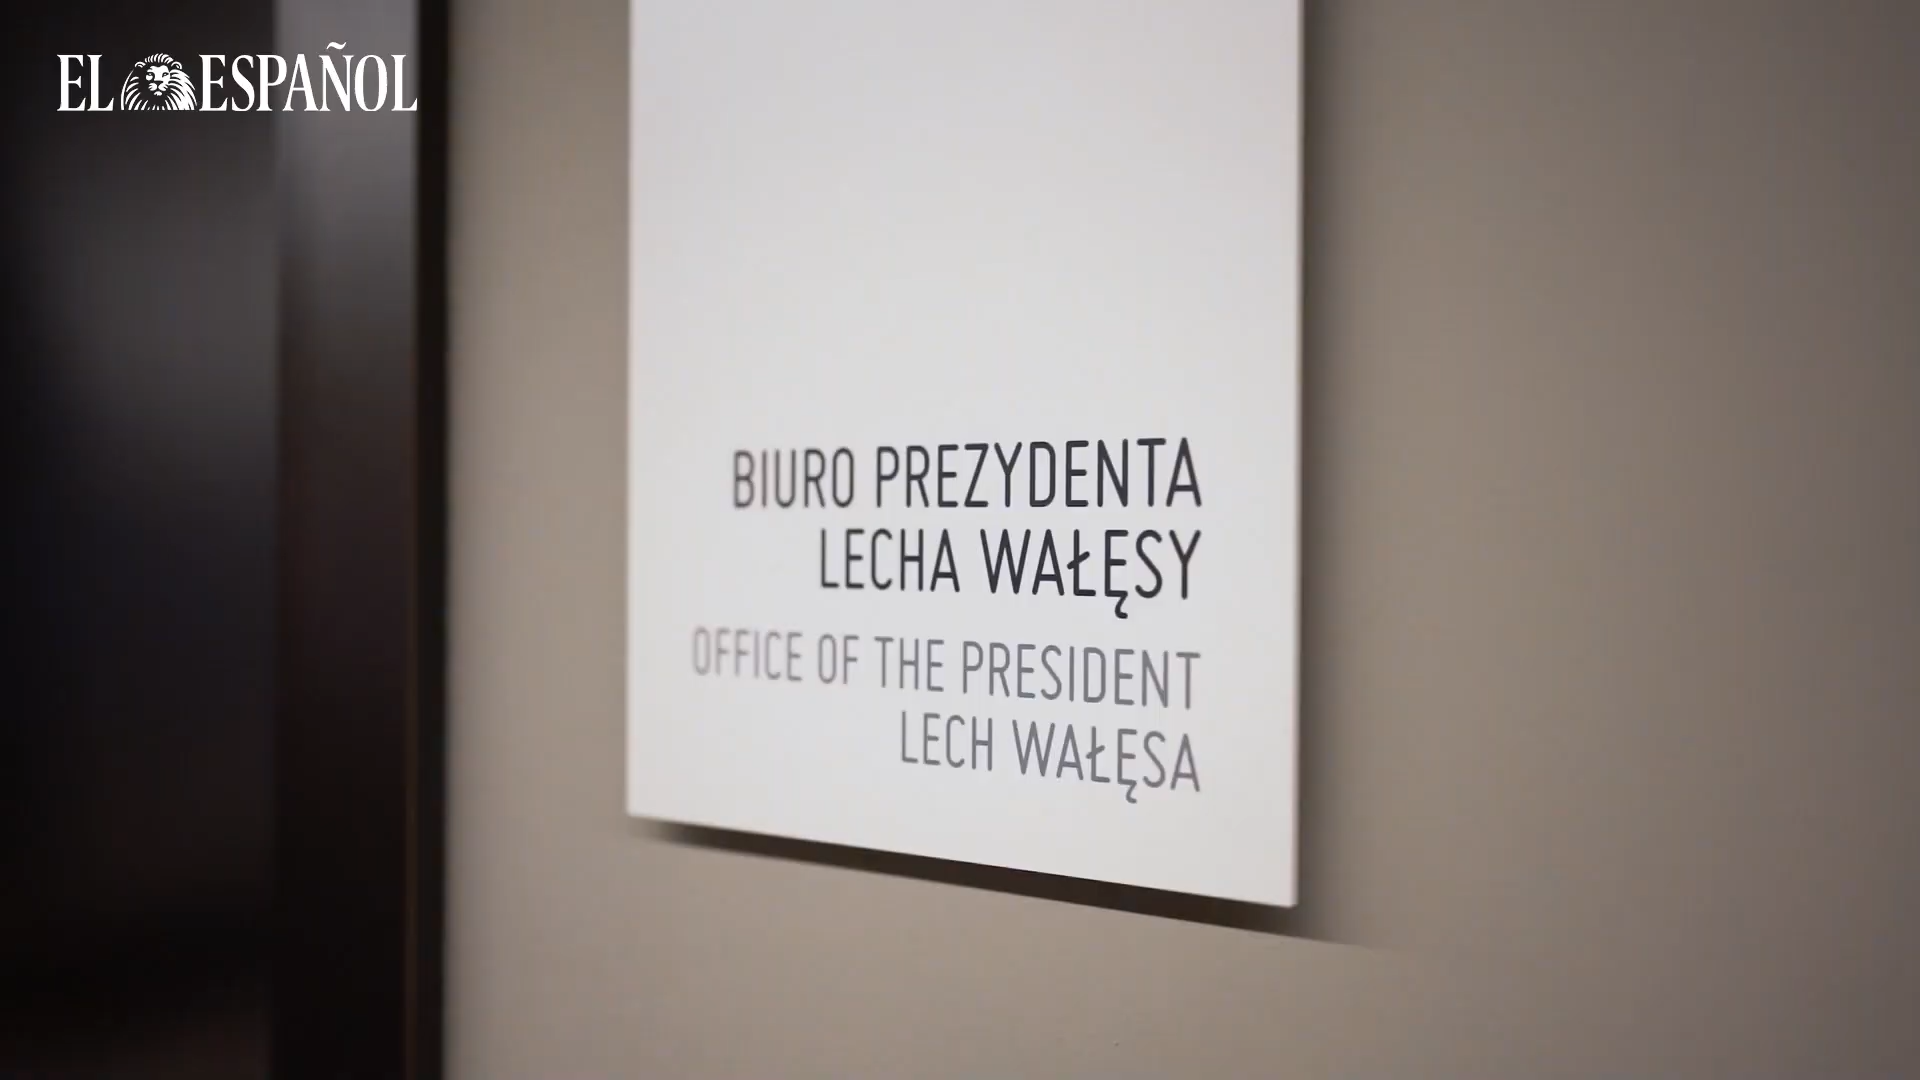 EL ESPAÑOL
BIURO PREZYDENTA
LECHA WAŁĘSY
OFFICE OF THE PRESIDENT
LECH WAŁĘSA